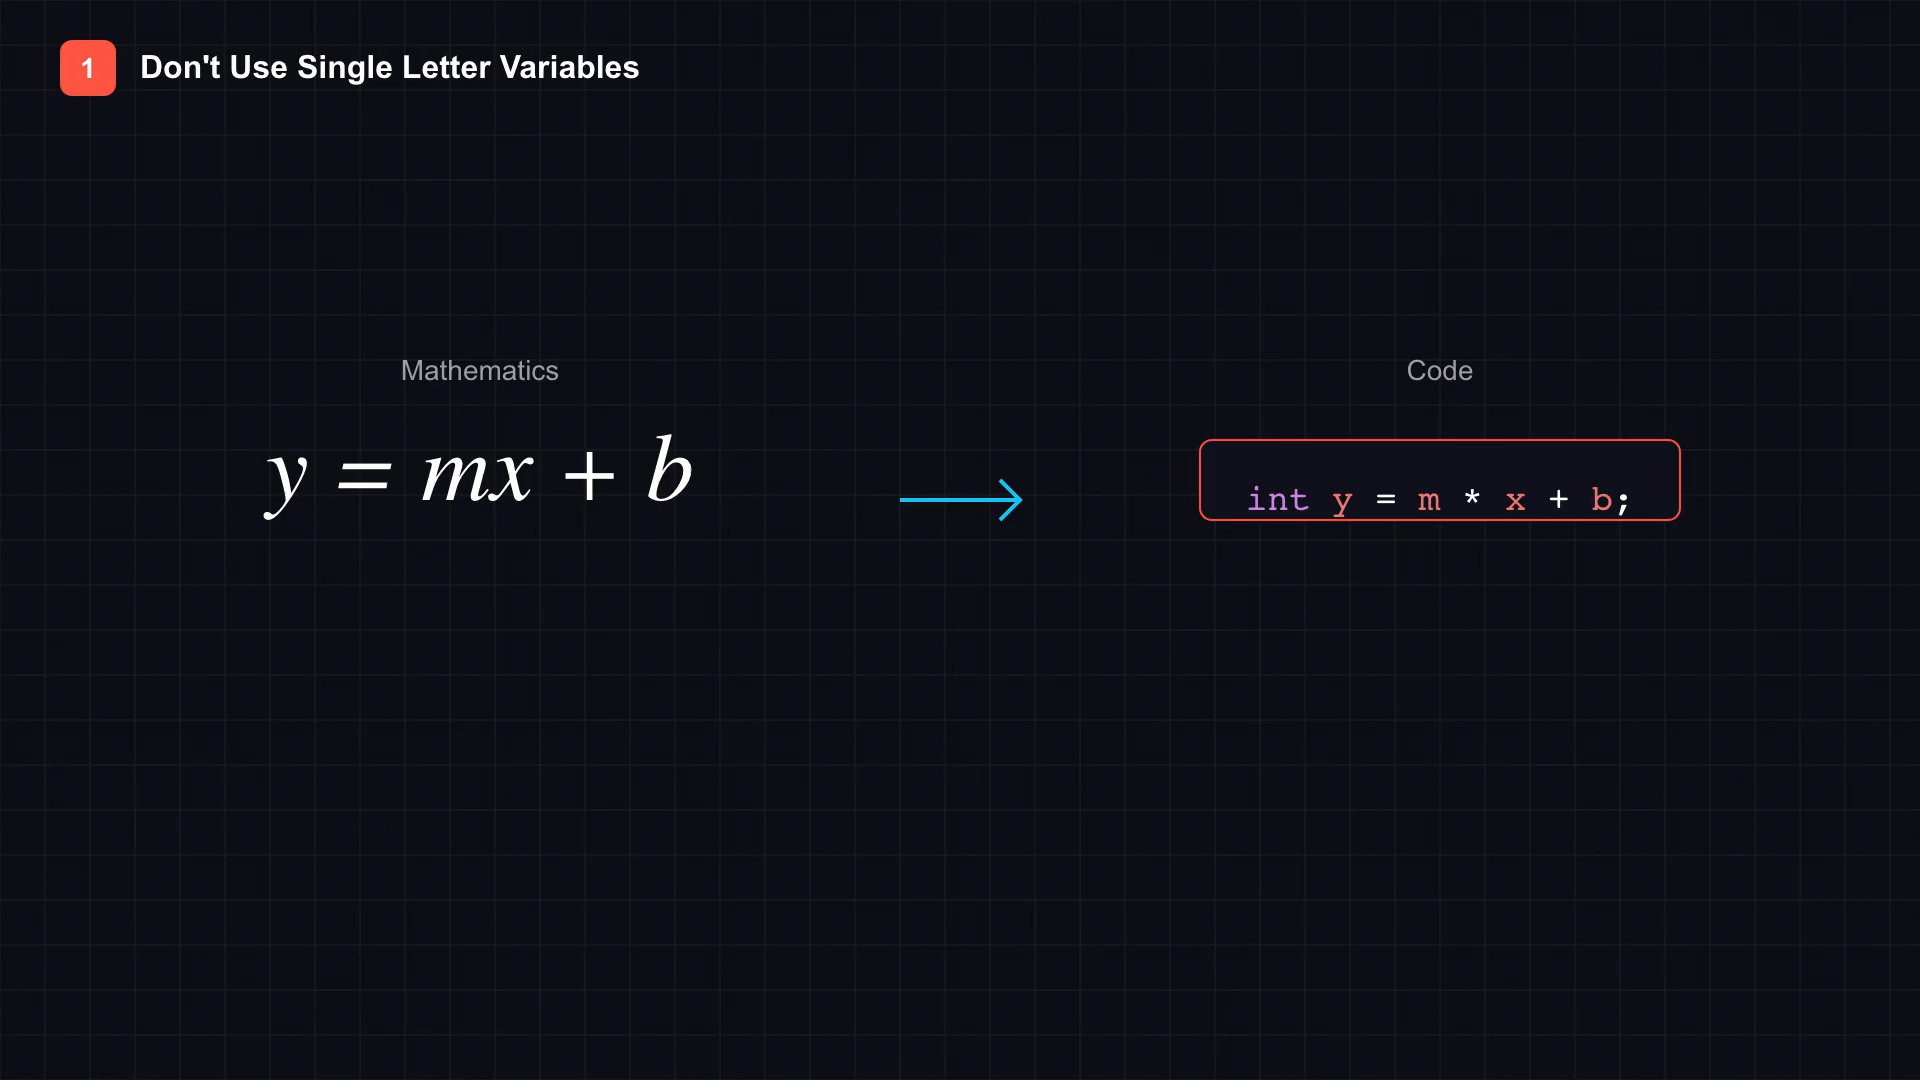 1 Don't Use Single Letter Variables
Mathematics
y = mx + b
Code
int y = m * x + b;